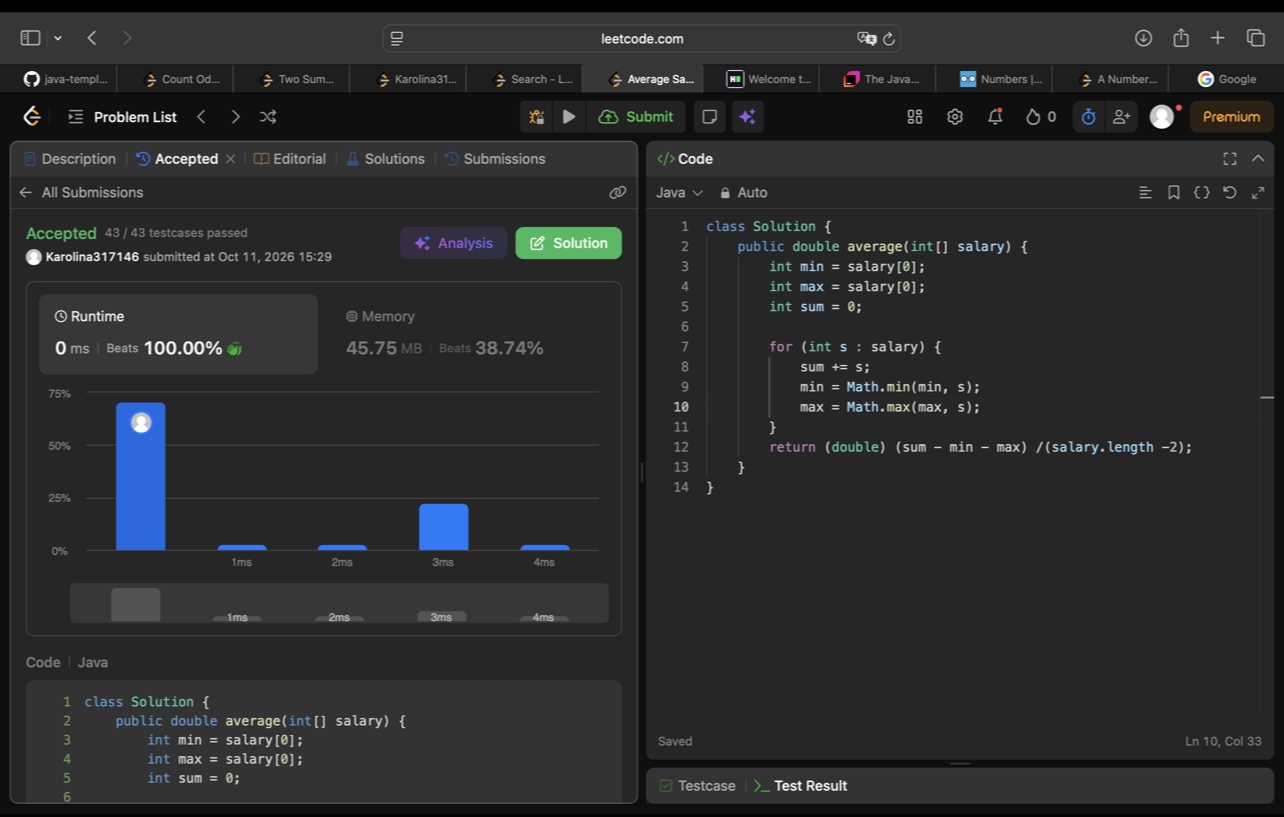 leetcode.com
java-templ...
Count Od...
Two Sum...
Karolina31...
Search - L...
Average Sa...
Welcome t...
The Java...
Numbers |...
A Number...
Google
Problem List
Submit
0
Premium
Description
Accepted
Editorial
Solutions
Submissions
All Submissions
Accepted 43 / 43 testcases passed
Karolina317146 submitted at Oct 11, 2026 15:29
Analysis
Solution
Runtime
0 ms | Beats 100.00%
Memory
45.75 MB | Beats 38.74%
75%
50%
25%
0%
1ms 2ms 3ms 4ms
1ms 2ms 3ms 4ms
Code | Java
1 class Solution {
2 public double average(int[] salary) {
3 int min = salary[0];
4 int max = salary[0];
5 int sum = 0;
6
</> Code
Java Auto
1 class Solution {
2 public double average(int[] salary) {
3 int min = salary[0];
4 int max = salary[0];
5 int sum = 0;
6
7 for (int s : salary) {
8 sum += s;
9 min = Math.min(min, s);
10 max = Math.max(max, s);
11 }
12 return (double) (sum - min - max) /(salary.length -2);
13 }
14 }
Saved
Ln 10, Col 33
Testcase
Test Result